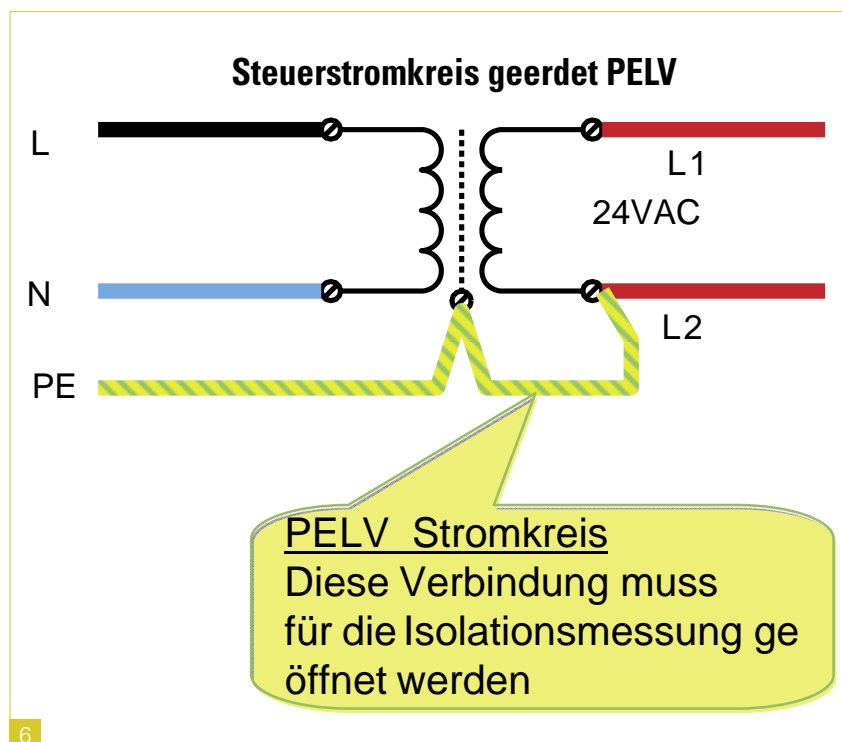 Steuerstromkreis geerdet PELV
L
L1
24VAC
N
L2
PE
PELV Stromkreis
Diese Verbindung muss
für die Isolationsmessung ge
öffnet werden
6